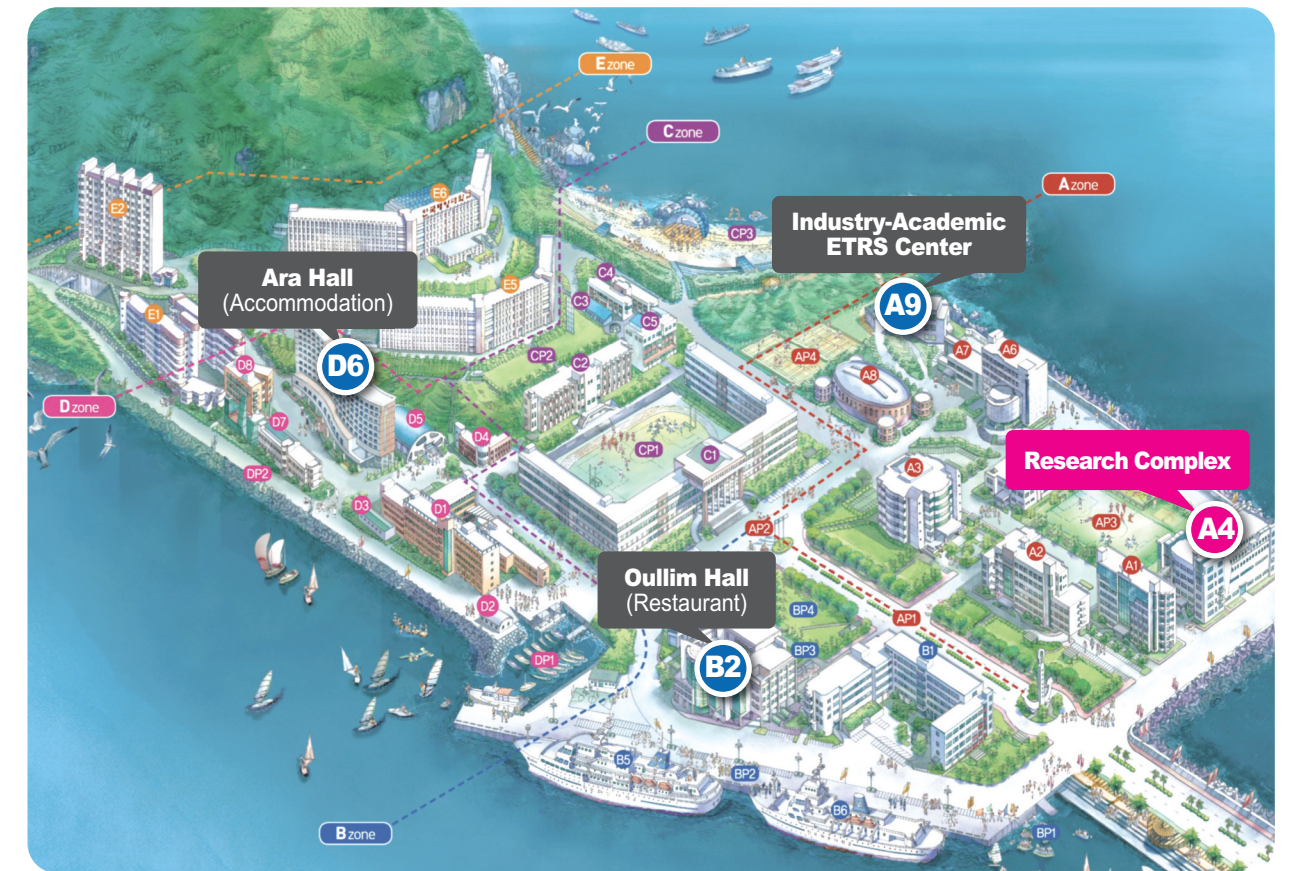 E zone
C zone
A zone
Industry-Academic
ETRS Center
A9
E2
E6
CP3
Ara Hall
(Accommodation)
D6
E5
C4
C3
C5
E1
CP2
C2
AP4
A8
A7
A6
D8
D zone
D7
D5
D4
CP1
C1
Research Complex
A4
A3
DP2
D3
D1
AP2
AP3
A2
A1
Oullim Hall
(Restaurant)
B2
D2
BP4
AP1
BP3
B1
DP1
B5
BP2
B6
B zone
BP1